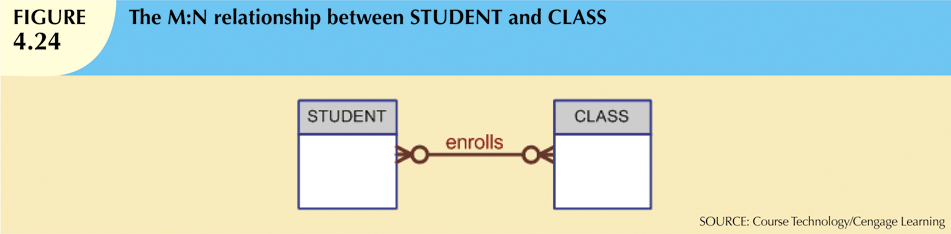 FIGURE
4.24
The M:N relationship between STUDENT and CLASS
STUDENT
enrolls
CLASS
SOURCE: Course Technology/Cengage Learning